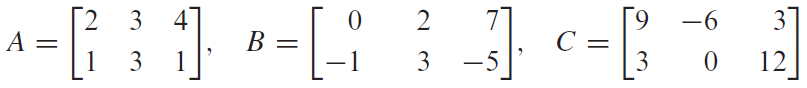 A = [2 3 4], B = [0 2 7], C = [9 −6 3]
[1 3 1] [−1 3 −5] [3 0 12]